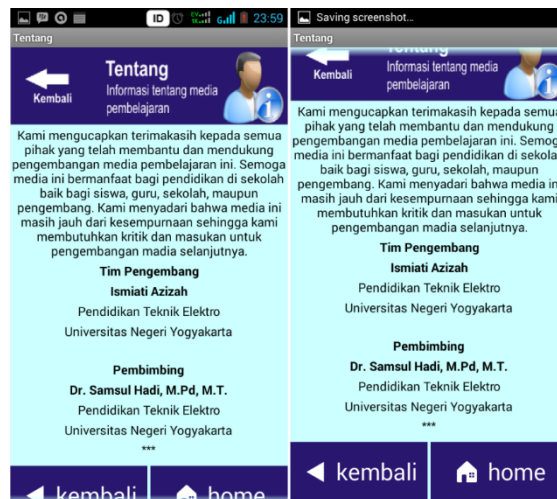 ID
EV
1X
G
23:59
Tentang
Kembali
Tentang
Informasi tentang media
pembelajaran
Kami mengucapkan terimakasih kepada semua
pihak yang telah membantu dan mendukung
pengembangan media pembelajaran ini. Semoga
media ini bermanfaat bagi pendidikan di sekolah
baik bagi siswa, guru, sekolah, maupun
pengembang. Kami menyadari bahwa media ini
masih jauh dari kesempurnaan sehingga kami
membutuhkan kritik dan masukan untuk
pengembangan madia selanjutnya.
Tim Pengembang
Ismiati Azizah
Pendidikan Teknik Elektro
Universitas Negeri Yogyakarta
Pembimbing
Dr. Samsul Hadi, M.Pd, M.T.
Pendidikan Teknik Elektro
Universitas Negeri Yogyakarta
***
kembali
home
Saving screenshot...
Tentang
Tentang
Kembali
Informasi tentang media
pembelajaran
Kami mengucapkan terimakasih kepada semua
pihak yang telah membantu dan mendukung
pengembangan media pembelajaran ini. Semog
media ini bermanfaat bagi pendidikan di sekola
baik bagi siswa, guru, sekolah, maupun
pengembang. Kami menyadari bahwa media in
masih jauh dari kesempurnaan sehingga kami
membutuhkan kritik dan masukan untuk
pengembangan madia selanjutnya.
Tim Pengembang
Ismiati Azizah
Pendidikan Teknik Elektro
Universitas Negeri Yogyakarta
Pembimbing
Dr. Samsul Hadi, M.Pd, M.T.
Pendidikan Teknik Elektro
Universitas Negeri Yogyakarta
***
kembali
home